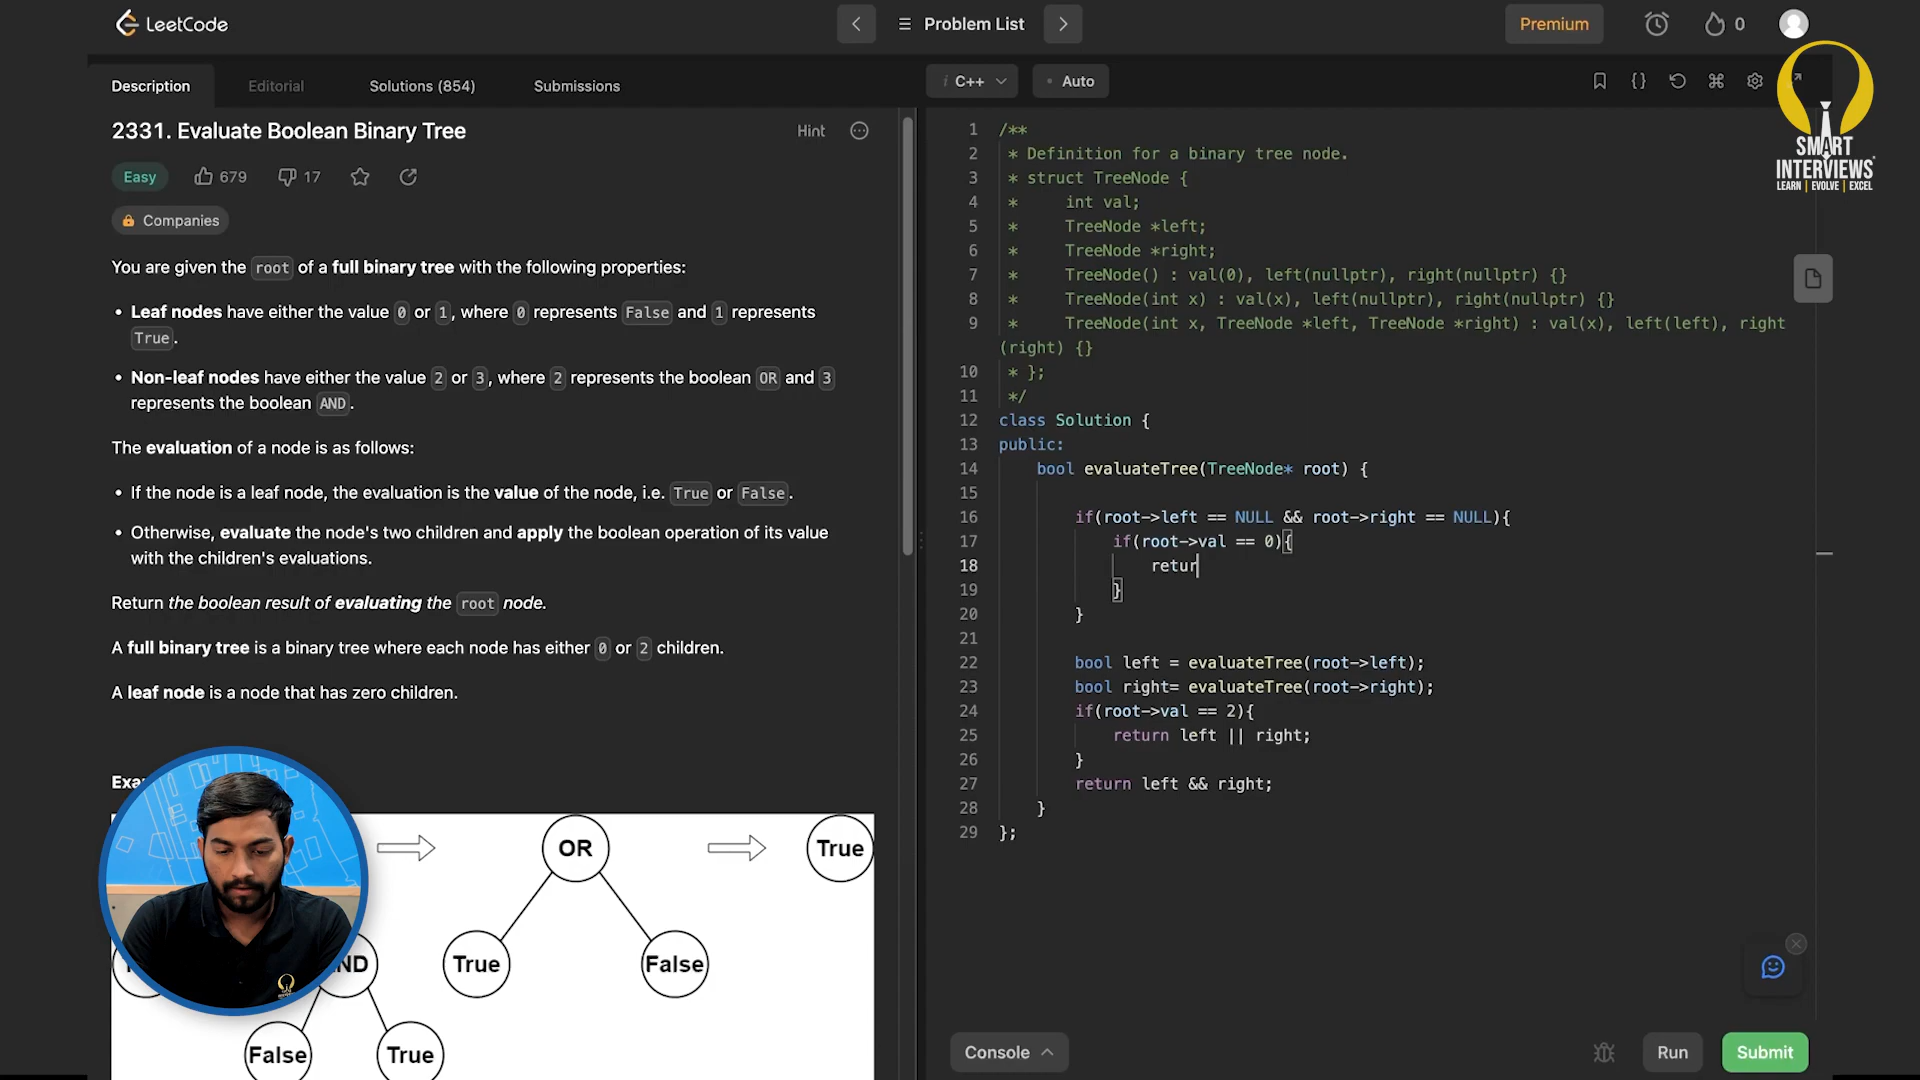 LeetCode
Problem List
Premium
0
Description
Editorial
Solutions (854)
Submissions
2331. Evaluate Boolean Binary Tree
Hint
Easy
679
17
Companies
You are given the root of a full binary tree with the following properties:
• Leaf nodes have either the value 0 or 1, where 0 represents False and 1 represents
True.
• Non-leaf nodes have either the value 2 or 3, where 2 represents the boolean OR and 3
represents the boolean AND.
The evaluation of a node is as follows:
• If the node is a leaf node, the evaluation is the value of the node, i.e. True or False.
• Otherwise, evaluate the node's two children and apply the boolean operation of its value
with the children's evaluations.
Return the boolean result of evaluating the root node.
A full binary tree is a binary tree where each node has either 0 or 2 children.
A leaf node is a node that has zero children.
OR
True
True
False
False
True
i C++
Auto
1 /**
2 * Definition for a binary tree node.
3 * struct TreeNode {
4 *     int val;
5 *     TreeNode *left;
6 *     TreeNode *right;
7 *     TreeNode() : val(0), left(nullptr), right(nullptr) {}
8 *     TreeNode(int x) : val(x), left(nullptr), right(nullptr) {}
9 *     TreeNode(int x, TreeNode *left, TreeNode *right) : val(x), left(left), right
(right) {}
10 * };
11 */
12 class Solution {
13 public:
14     bool evaluateTree(TreeNode* root) {
15
16         if(root->left == NULL && root->right == NULL){
17             if(root->val == 0){
18                 retur
19             }
20         }
21
22         bool left = evaluateTree(root->left);
23         bool right= evaluateTree(root->right);
24         if(root->val == 2){
25             return left || right;
26         }
27         return left && right;
28     }
29 };
Console
Run
Submit
SMART
INTERVIEWS
LEARN | EVOLVE | EXCEL